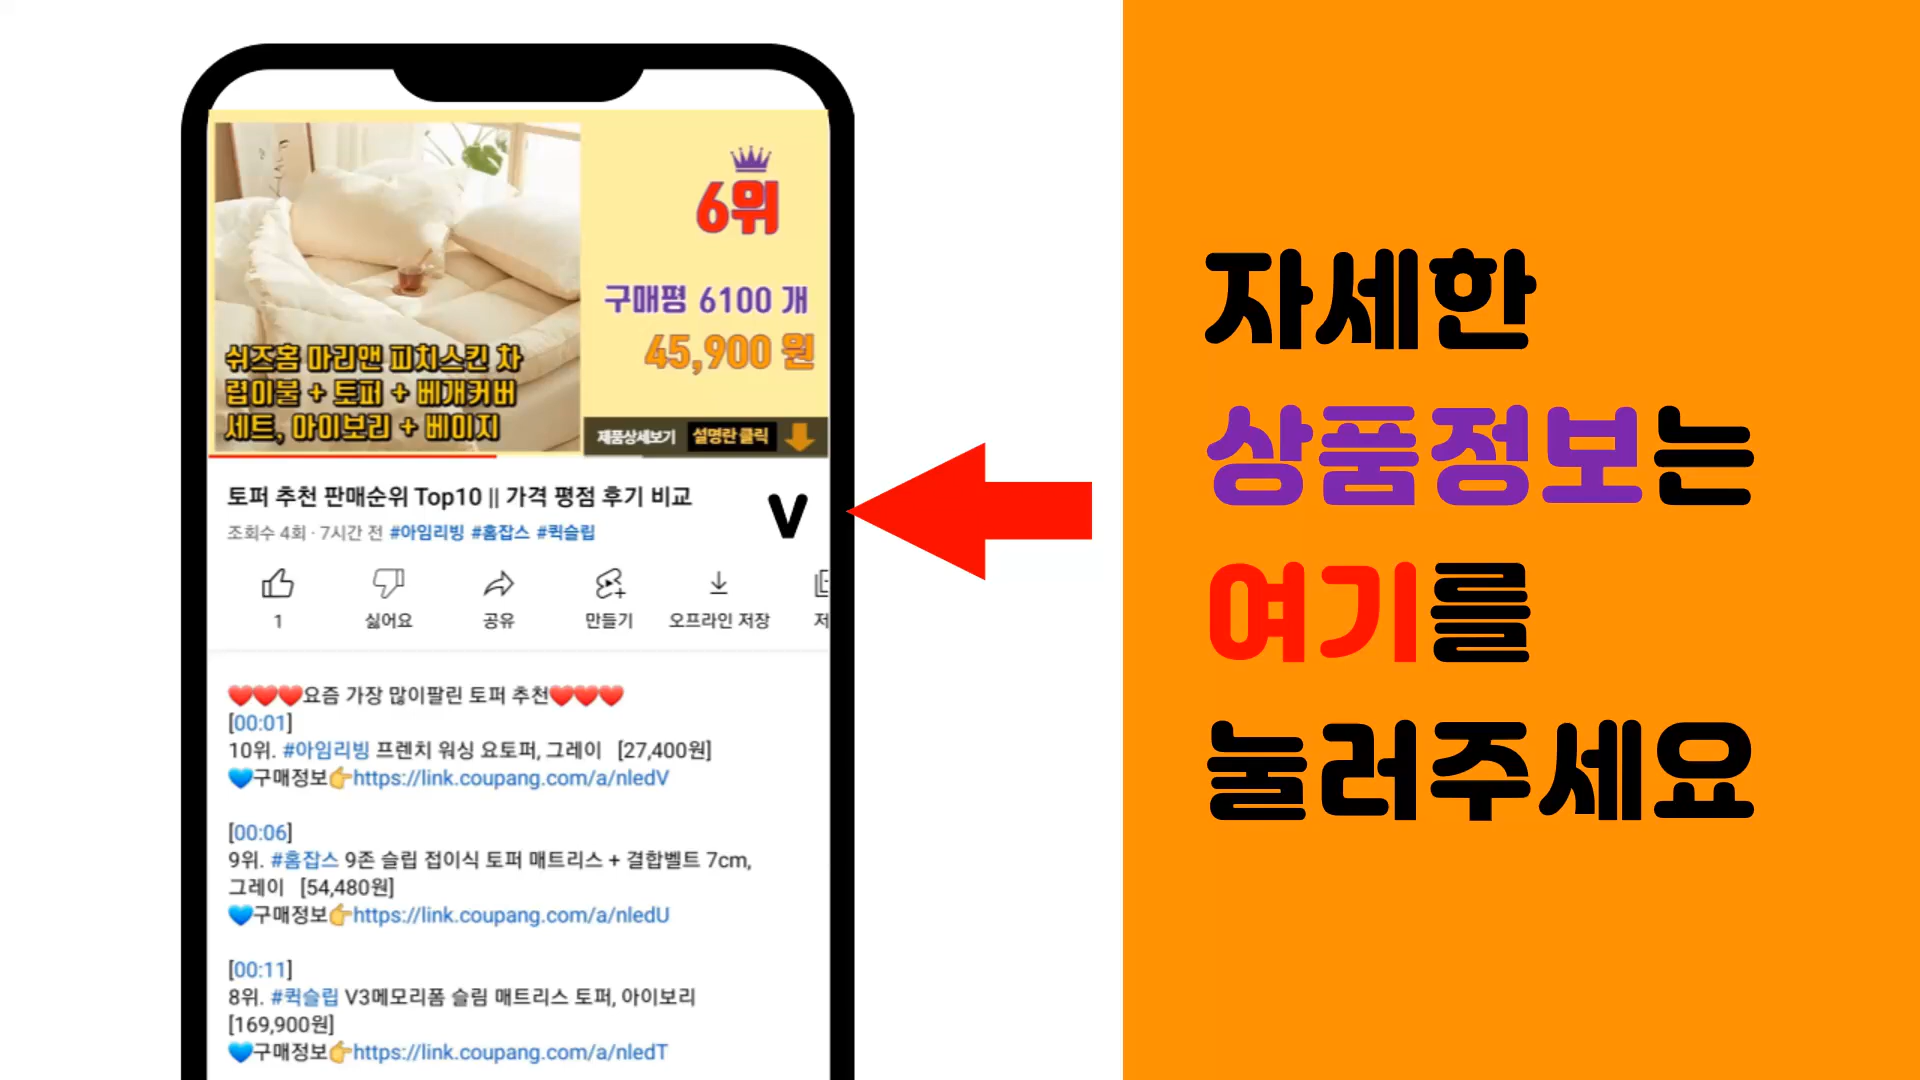 6위
구매평 6100 개
45,900 원
쉬즈홈 마리앤 피치스킨 차
렵이불 + 토퍼 + 베개커버
세트, 아이보리 + 베이지
제품상세보기 설명란 클릭
토퍼 추천 판매순위 Top10 || 가격 평점 후기 비교
V
조회수 4회 · 7시간 전 #아임리빙 #홈잡스 #퀵슬립
1 싫어요 공유 만들기 오프라인 저장 저
❤❤❤요즘 가장 많이팔린 토퍼 추천❤❤❤
[00:01]
10위. #아임리빙 프렌치 워싱 요토퍼, 그레이 [27,400원]
💙구매정보👉https://link.coupang.com/a/nledV
[00:06]
9위. #홈잡스 9존 슬립 접이식 토퍼 매트리스 + 결합벨트 7cm,
그레이 [54,480원]
💙구매정보👉https://link.coupang.com/a/nledU
[00:11]
8위. #퀵슬립 V3메모리폼 슬림 매트리스 토퍼, 아이보리
[169,900원]
💙구매정보👉https://link.coupang.com/a/nledT
자세한
상품정보는
여기를
눌러주세요